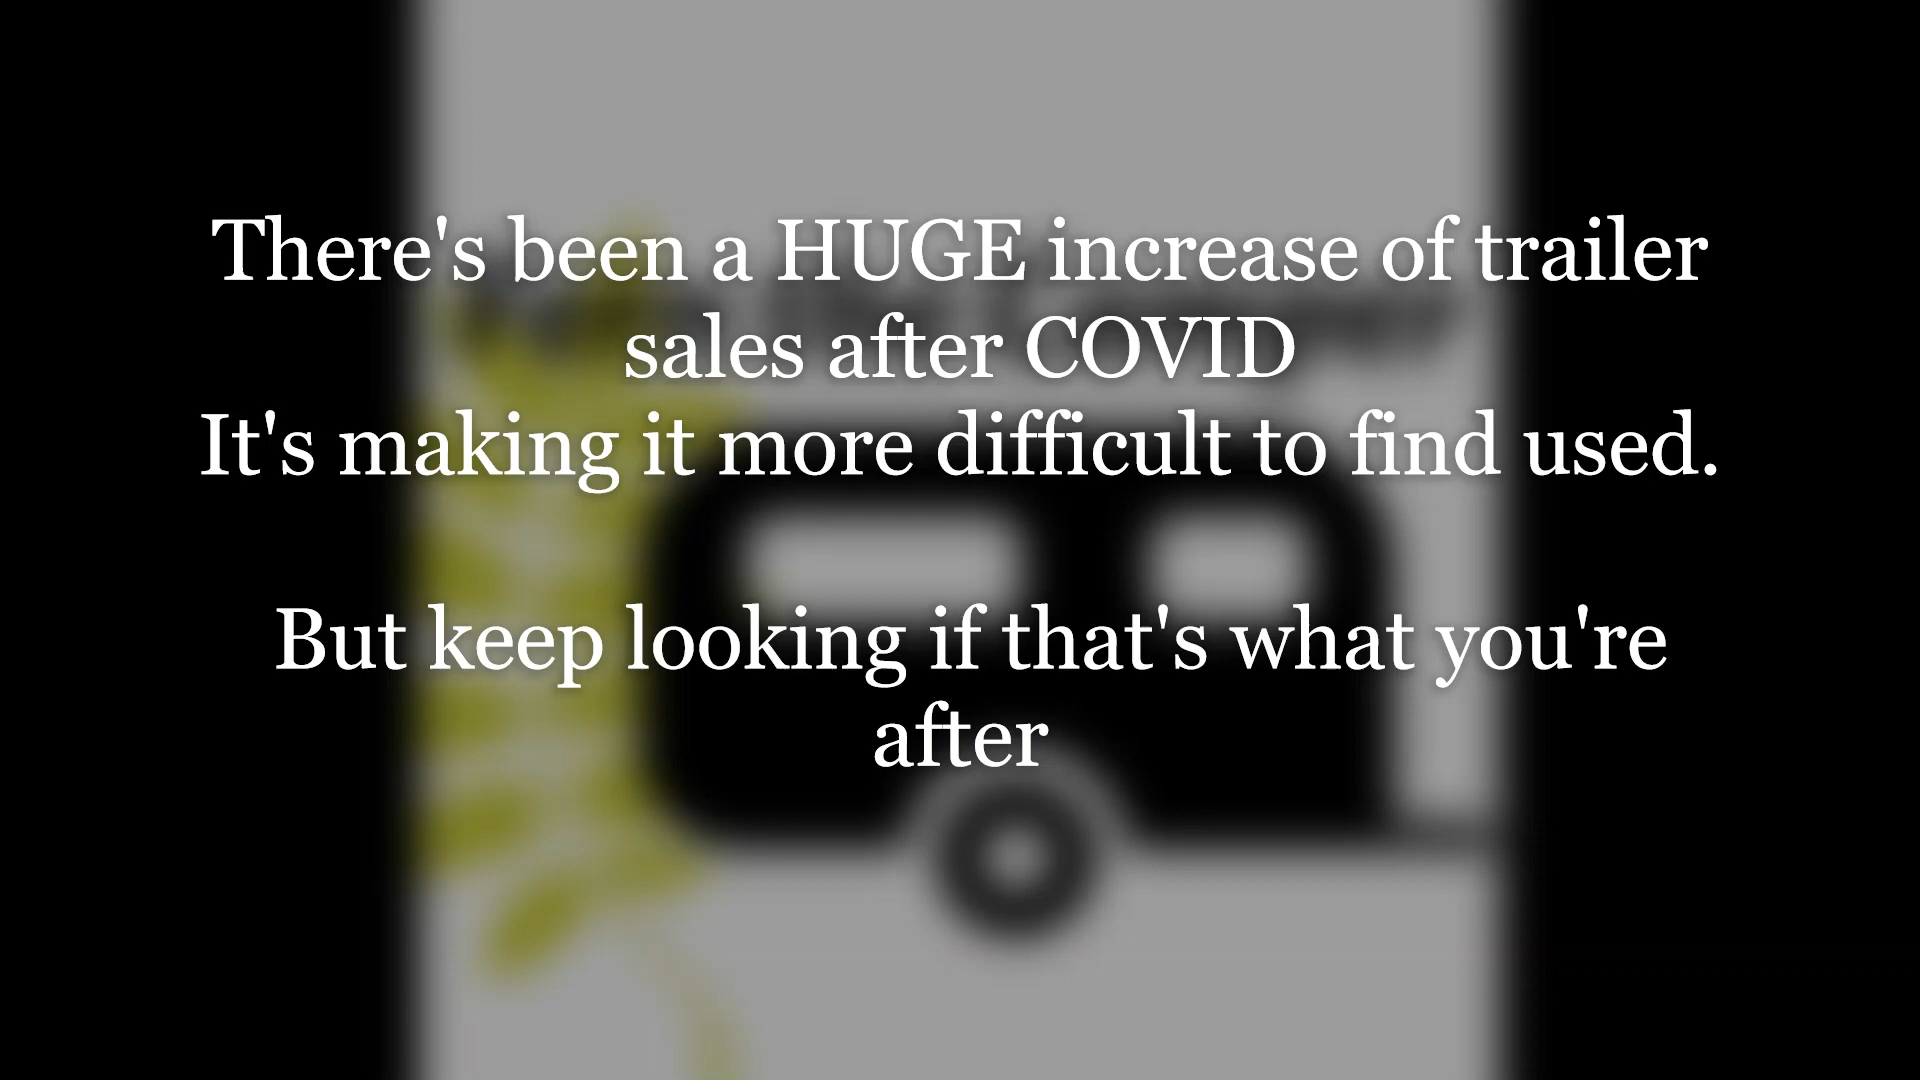 There's been a HUGE increase of trailer
sales after COVID
It's making it more difficult to find used.
But keep looking if that's what you're
after